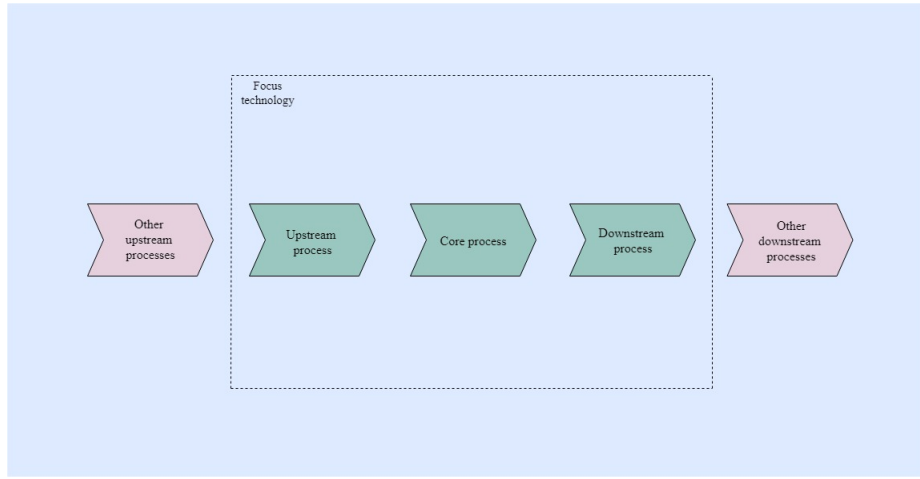 Focus
technology
Other
upstream
processes
Upstream
process
Core process
Downstream
process
Other
downstream
processes